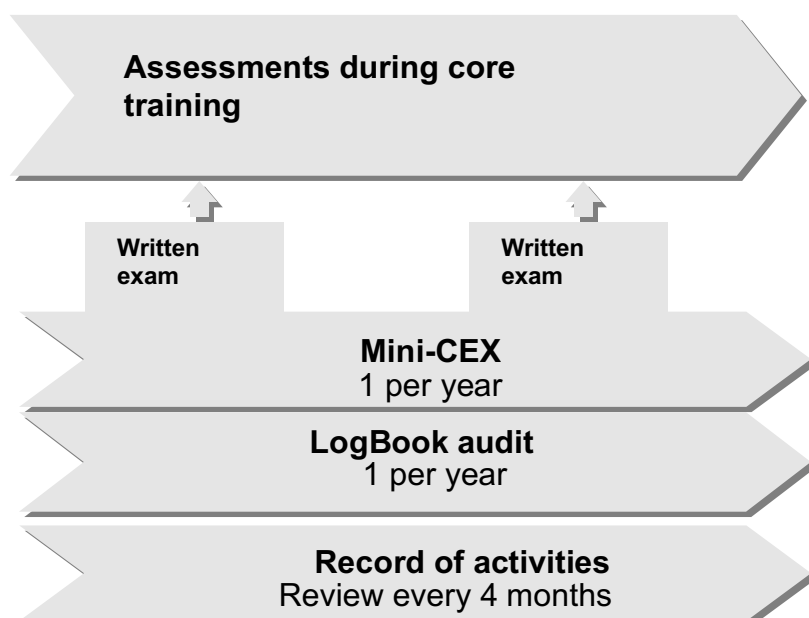 Assessments during core
training
Written
exam
Written
exam
Mini-CEX
1 per year
LogBook audit
1 per year
Record of activities
Review every 4 months